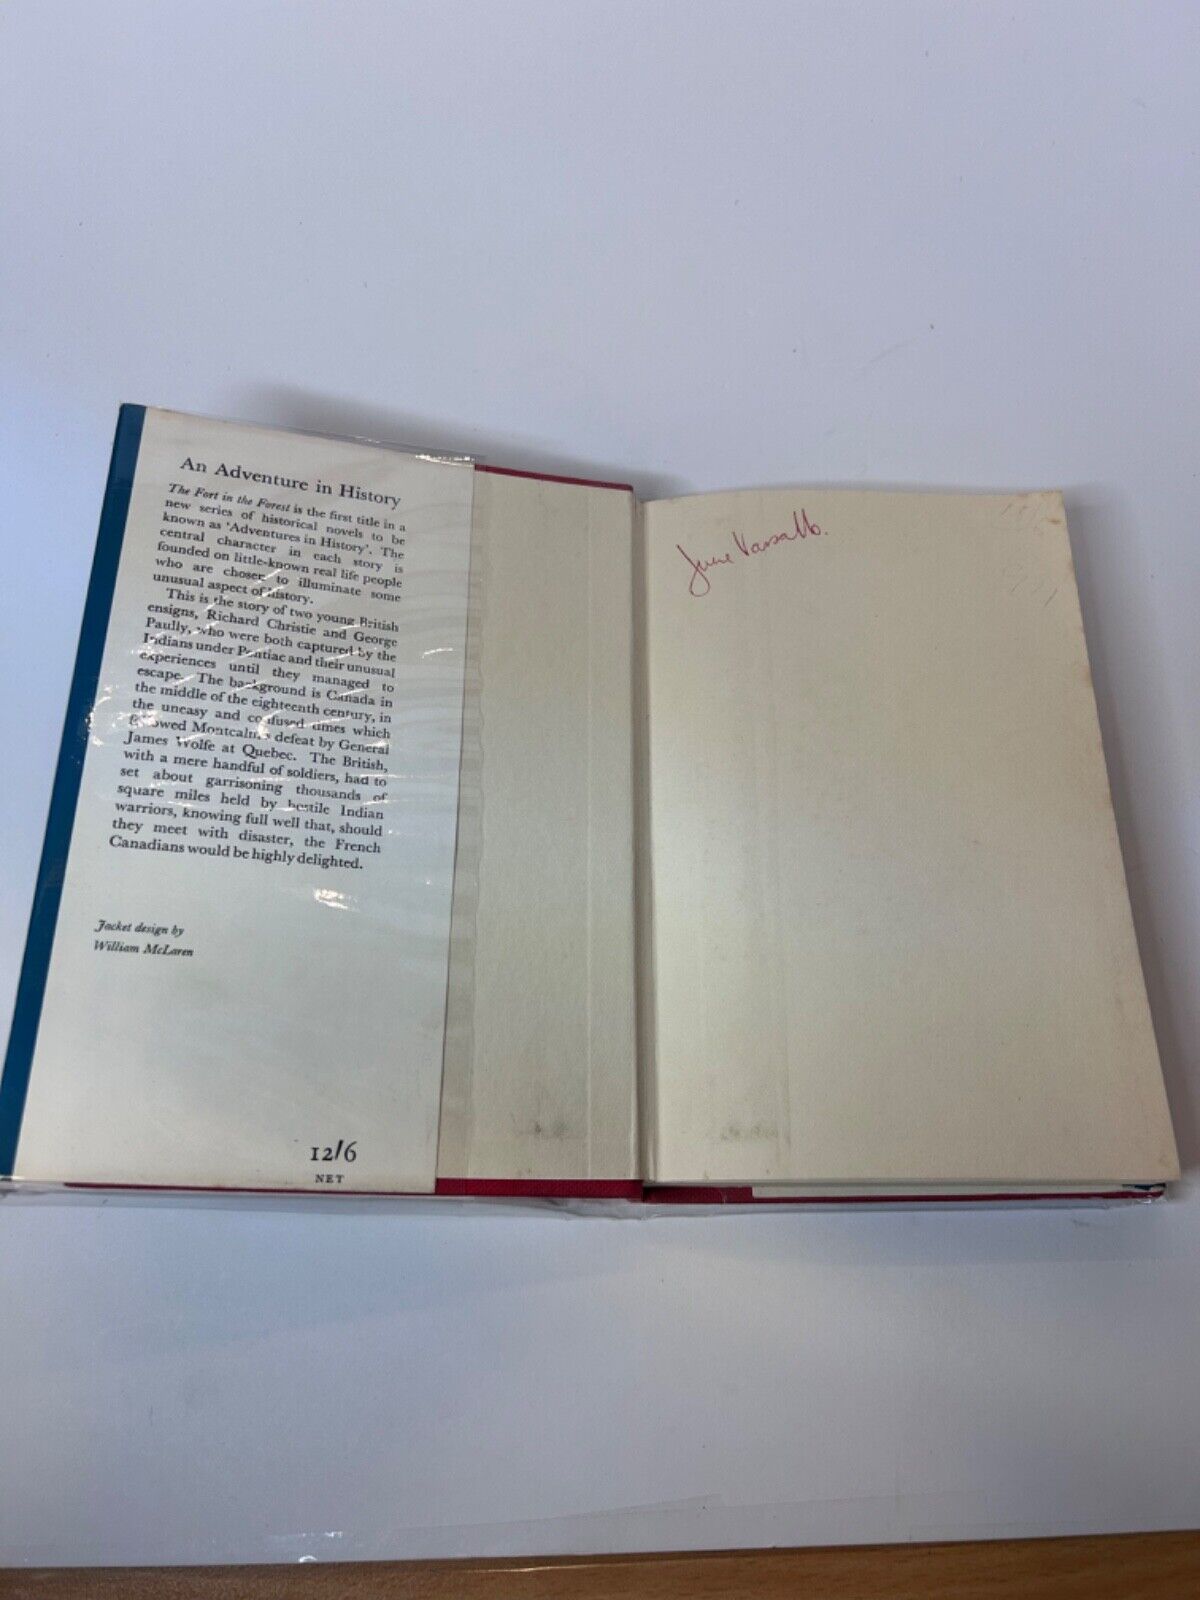 An Adventure in History
The Fort in the Forest is the first title in a
new series of historical novels to be
known as 'Adventures in History'. The
central character in each story is
founded on little-known real life people
who are chosen to illuminate some
unusual aspect of history.
This is the story of two young British
ensigns, Richard Christie and George
Paully, who were both captured by the
Indians under Pontiac and their unusual
experiences until they managed to
escape. The background is Canada in
the middle of the eighteenth century, in
the uneasy and confused times which
followed Montcalm's defeat by General
James Wolfe at Quebec. The British,
with a mere handful of soldiers, had to
set about garrisoning thousands of
square miles held by hostile Indian
warriors, knowing full well that, should
they meet with disaster, the French
Canadians would be highly delighted.
Jacket design by
William McLaren
12/6
NET
June Vassallo.